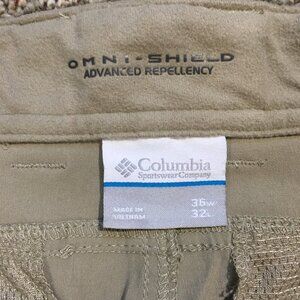 OMNI-SHIELD
ADVANCED REPELLENCY
Columbia
Sportswear Company
MADE IN
VIETNAM
36W
32L